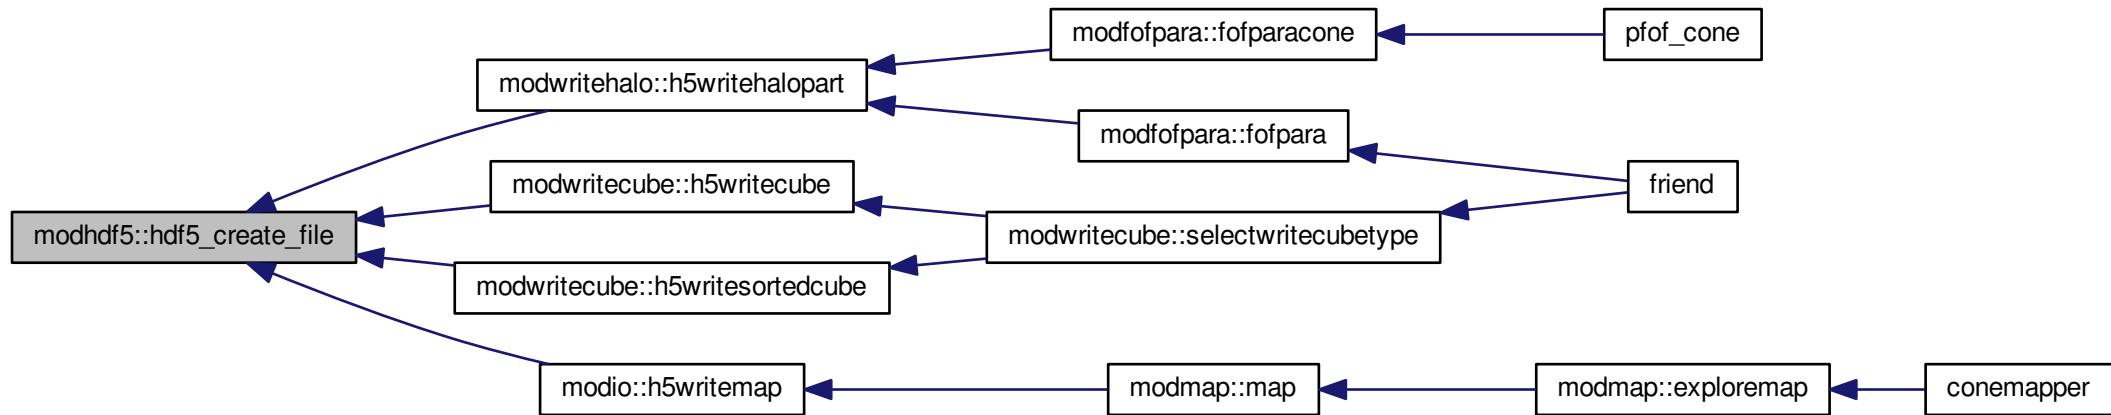 modfofpara::fofparacone
pfof_cone
modwritehalo::h5writehalopart
modfofpara::fofpara
modwritecube::h5writecube
friend
modhdf5::hdf5_create_file
modwritecube::selectwritecubetype
modwritecube::h5writesortedcube
modio::h5writemap
modmap::map
modmap::exploremap
conemapper